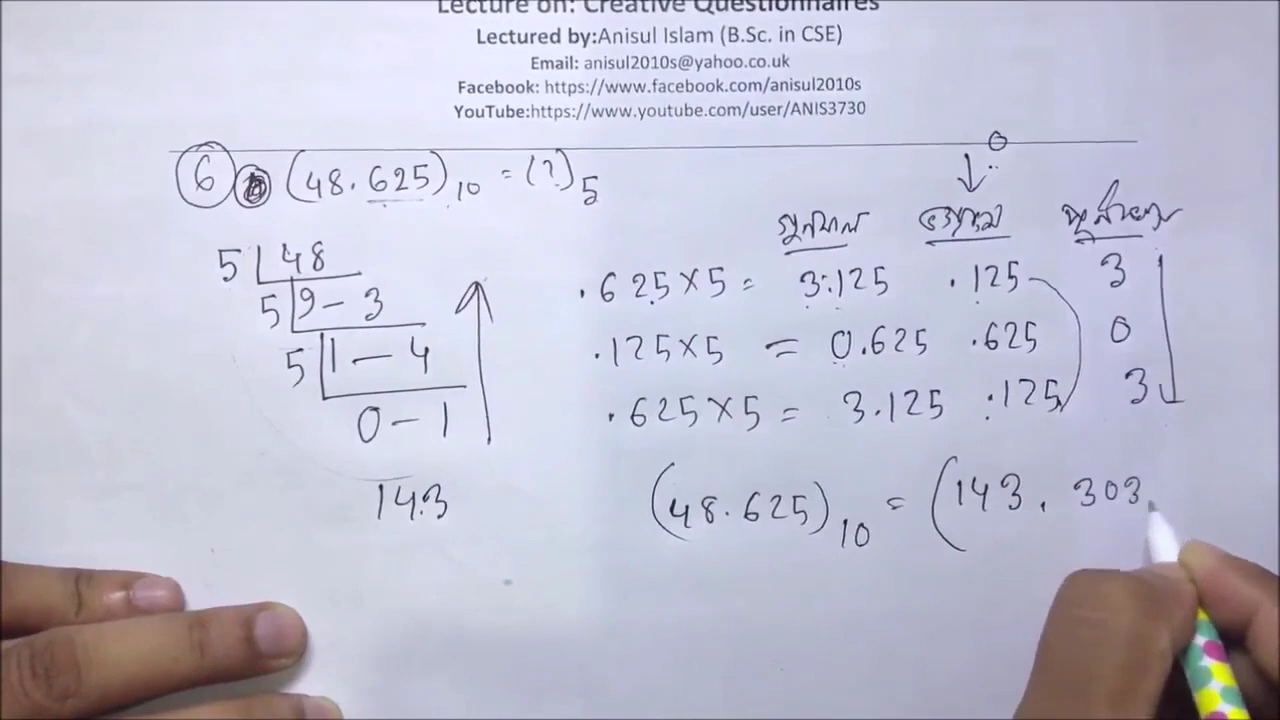 Lecture on: Creative Questionnaires
Lectured by:Anisul Islam (B.Sc. in CSE)
Email: anisul2010s@yahoo.co.uk
Facebook: https://www.facebook.com/anisul2010s
YouTube:https://www.youtube.com/user/ANIS3730
0
6 (48.625)10 = (?)5
গুনফল ভগ্নাংশ পূর্ণাংশ
5 48
5 9 - 3
5 1 - 4
0 - 1
143
.625 × 5 = 3.125 .125 3
.125 × 5 = 0.625 .625 0
.625 × 5 = 3.125 .125 3
(48.625)10 = (143.303